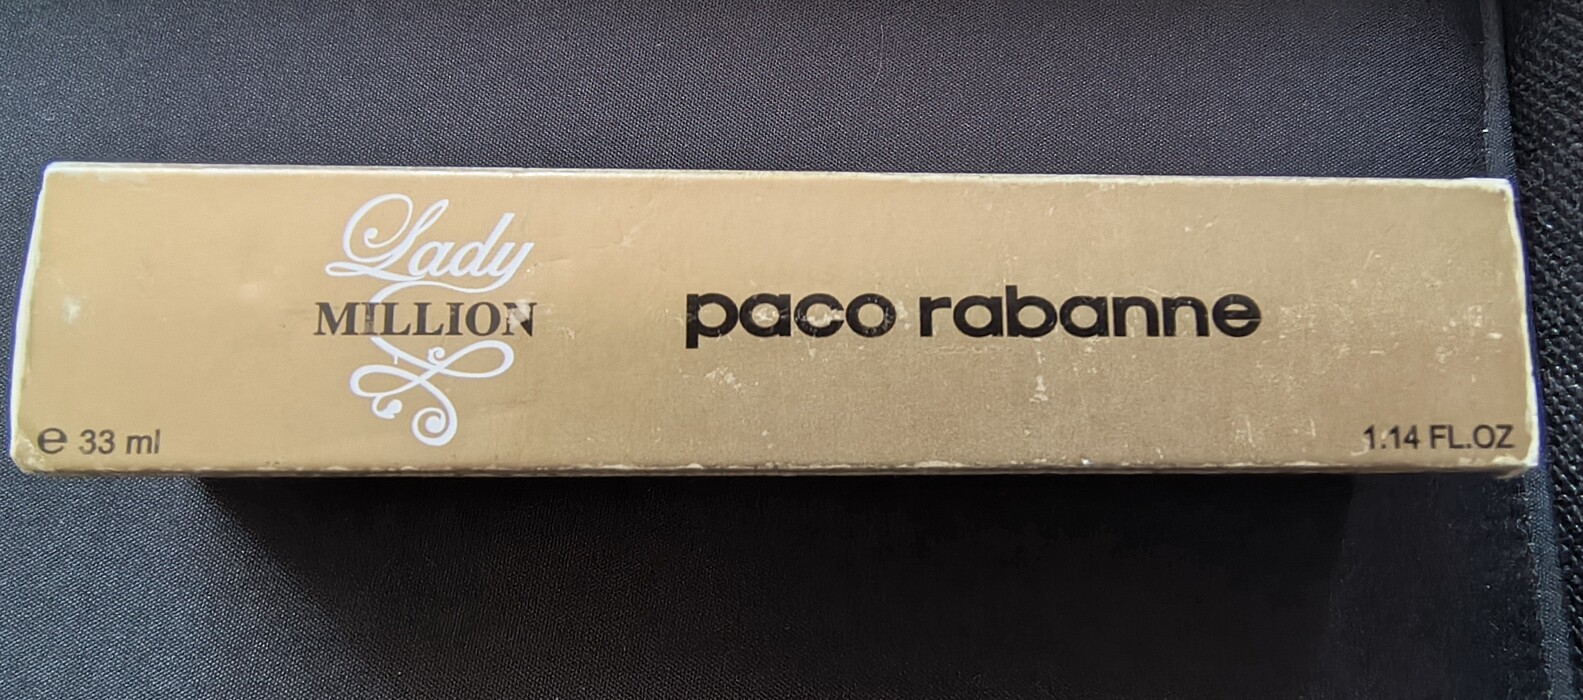 Lady
MILLION
paco rabanne
e 33 ml
1.14 FL.OZ